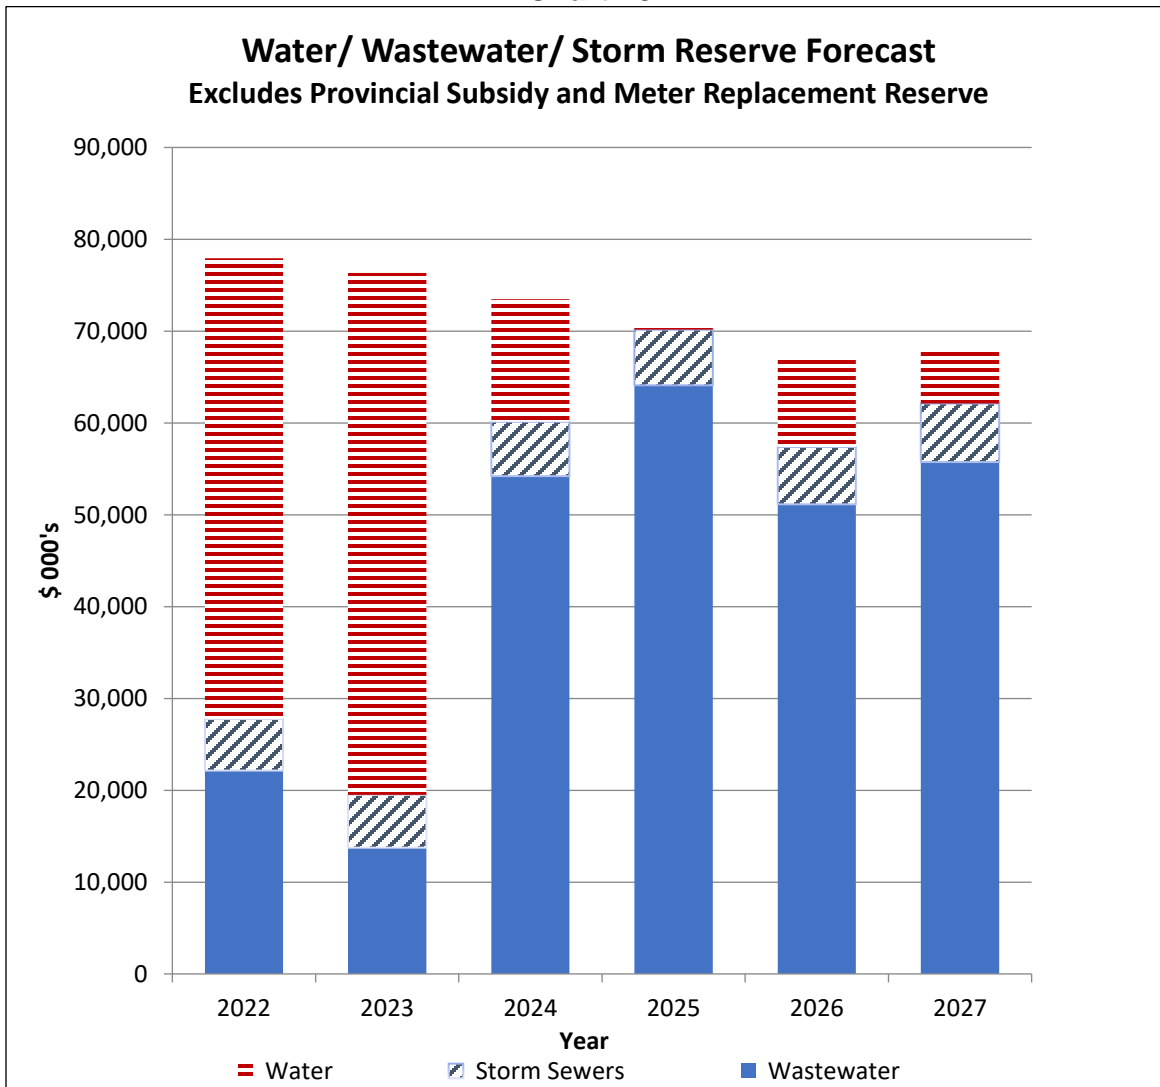 Water/ Wastewater/ Storm Reserve Forecast
Excludes Provincial Subsidy and Meter Replacement Reserve
90,000
80,000
70,000
60,000
50,000
40,000
30,000
20,000
10,000
0
$ 000's
2022 2023 2024 2025 2026 2027
Year
Water Storm Sewers Wastewater